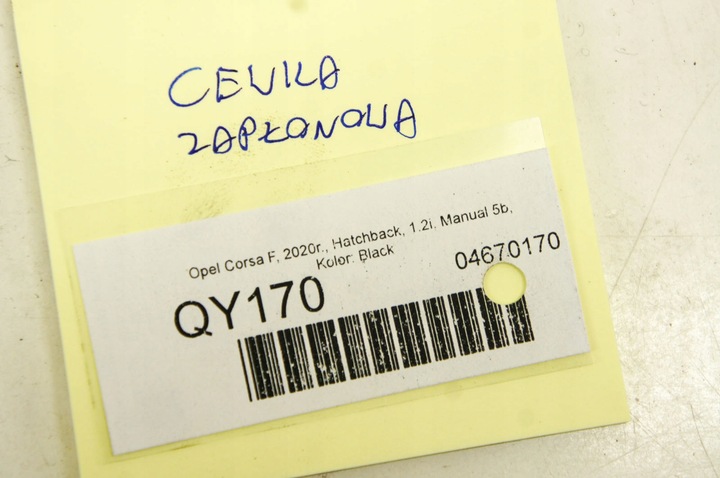 CEWKA
ZAPŁONOWA
Opel Corsa F, 2020r., Hatchback, 1.2i, Manual 5b,
Kolor: Black
QY170 04670170